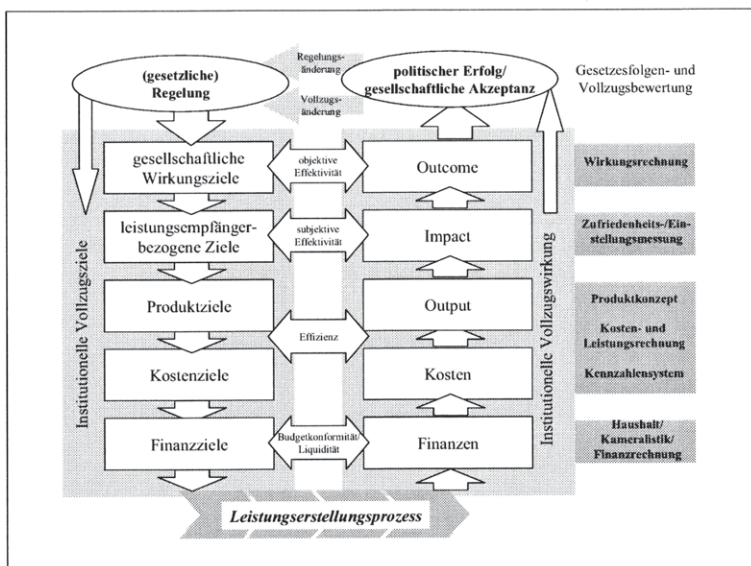 (gesetzliche)
Regelung
Regelungs-
änderung
Vollzugs-
änderung
politischer Erfolg/
gesellschaftliche Akzeptanz
Gesetzesfolgen- und
Vollzugsbewertung
gesellschaftliche
Wirkungsziele
objektive
Effektivität
Outcome
Wirkungsrechnung
leistungsempfänger-
bezogene Ziele
subjektive
Effektivität
Impact
Zufriedenheits-/Ein-
stellungsmessung
Produktziele
Output
Produktkonzept
Effizienz
Kosten- und
Leistungsrechnung
Kostenziele
Kosten
Kennzahlensystem
Finanzziele
Budgetkonformität/
Liquidität
Finanzen
Haushalt/
Kameralistik/
Finanzrechnung
Institutionelle Vollzugsziele
Institutionelle Vollzugswirkung
Leistungserstellungsprozess